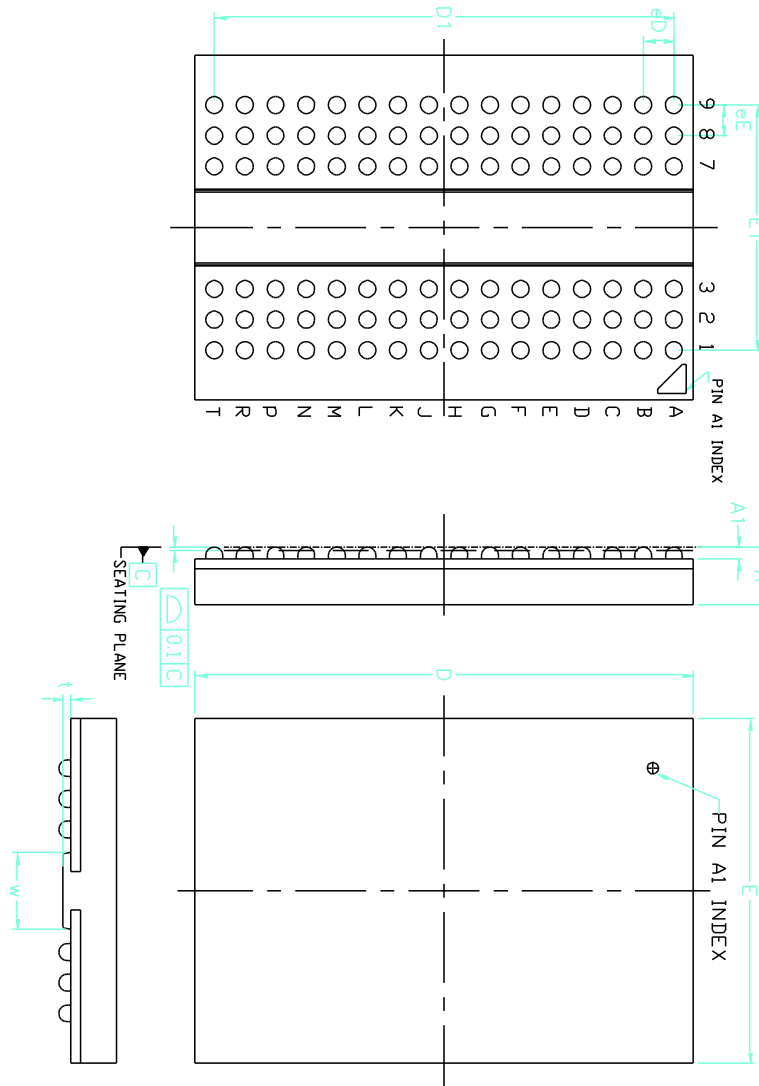 D1
eD
9
8
7
3
2
1
eE
E1
PIN A1 INDEX
T R P N M L K J H G F E D C B A
A1
C
SEATING PLANE
0.1 C
D
PIN A1 INDEX
E
t
w